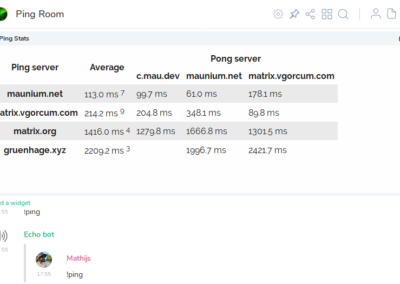 Ping Room
Ping Stats
Ping server Average Pong server
c.mau.dev maunium.net matrix.vgorcum.com
maunium.net 113.0 ms 7 99.7 ms 61.0 ms 178.1 ms
atrix.vgorcum.com 214.2 ms 9 204.8 ms 348.1 ms 89.8 ms
matrix.org 1416.0 ms 4 1279.8 ms 1666.8 ms 1301.5 ms
gruenhage.xyz 2209.2 ms 3 1996.7 ms 2421.7 ms
d a widget
:55 !ping
Echo bot
:55
Mathijs
17:55 !ping